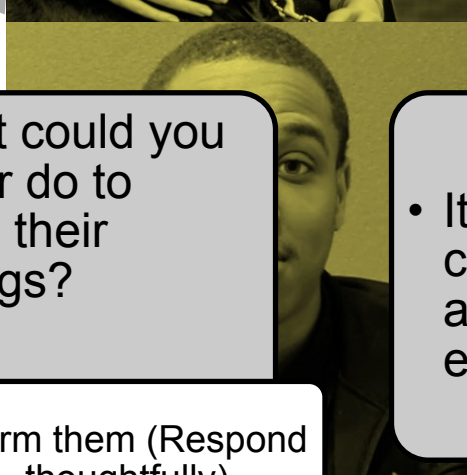 t could you
r do to
their
gs?
• It
c
a
e
rm them (Respond
thoughtfully)